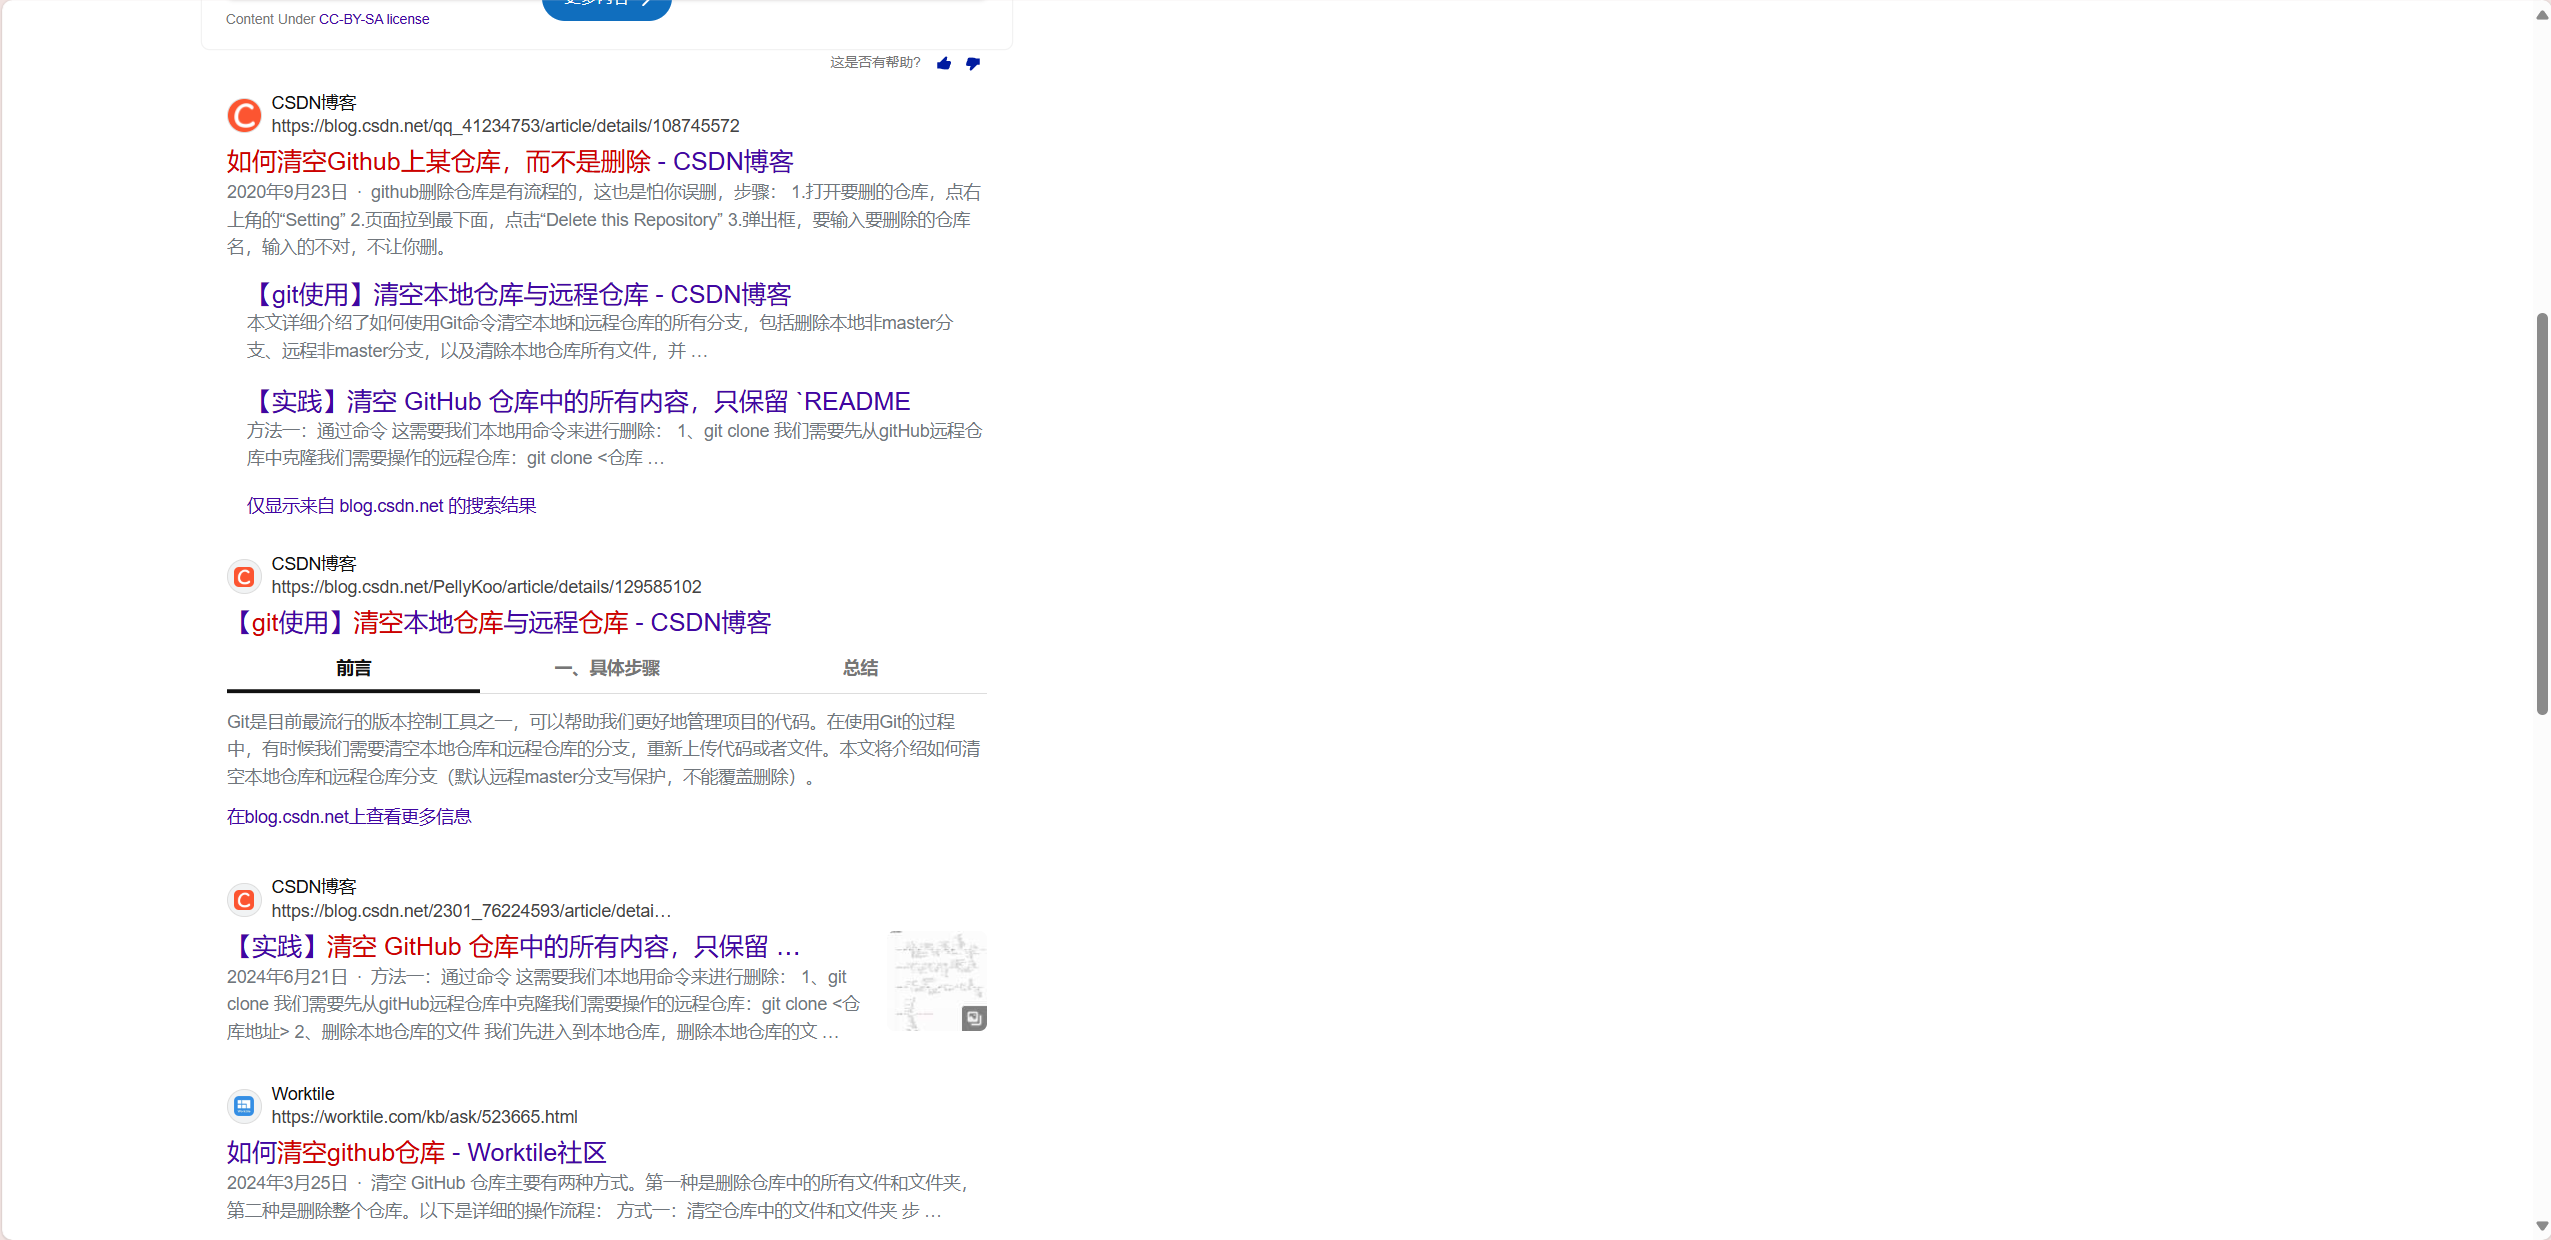 Content Under CC-BY-SA license
更多内容
这是否有帮助?
CSDN博客
https://blog.csdn.net/qq_41234753/article/details/108745572
如何清空Github上某仓库，而不是删除 - CSDN博客
2020年9月23日 · github删除仓库是有流程的，这也是怕你误删，步骤： 1.打开要删的仓库，点右
上角的“Setting” 2.页面拉到最下面，点击“Delete this Repository” 3.弹出框，要输入要删除的仓库
名，输入的不对，不让你删。
【git使用】清空本地仓库与远程仓库 - CSDN博客
本文详细介绍了如何使用Git命令清空本地和远程仓库的所有分支，包括删除本地非master分
支、远程非master分支，以及清除本地仓库所有文件，并 …
【实践】清空 GitHub 仓库中的所有内容，只保留 `README
方法一：通过命令 这需要我们本地用命令来进行删除： 1、git clone 我们需要先从gitHub远程仓
库中克隆我们需要操作的远程仓库：git clone <仓库 …
仅显示来自 blog.csdn.net 的搜索结果
CSDN博客
https://blog.csdn.net/PellyKoo/article/details/129585102
【git使用】清空本地仓库与远程仓库 - CSDN博客
前言 一、具体步骤 总结
Git是目前最流行的版本控制工具之一，可以帮助我们更好地管理项目的代码。在使用Git的过程
中，有时候我们需要清空本地仓库和远程仓库的分支，重新上传代码或者文件。本文将介绍如何清
空本地仓库和远程仓库分支（默认远程master分支写保护，不能覆盖删除）。
在blog.csdn.net上查看更多信息
CSDN博客
https://blog.csdn.net/2301_76224593/article/detai…
【实践】清空 GitHub 仓库中的所有内容，只保留 …
2024年6月21日 · 方法一：通过命令 这需要我们本地用命令来进行删除： 1、git
clone 我们需要先从gitHub远程仓库中克隆我们需要操作的远程仓库：git clone <仓
库地址> 2、删除本地仓库的文件 我们先进入到本地仓库，删除本地仓库的文 …
Worktile
https://worktile.com/kb/ask/523665.html
如何清空github仓库 - Worktile社区
2024年3月25日 · 清空 GitHub 仓库主要有两种方式。第一种是删除仓库中的所有文件和文件夹，
第二种是删除整个仓库。以下是详细的操作流程： 方式一：清空仓库中的文件和文件夹 步 …